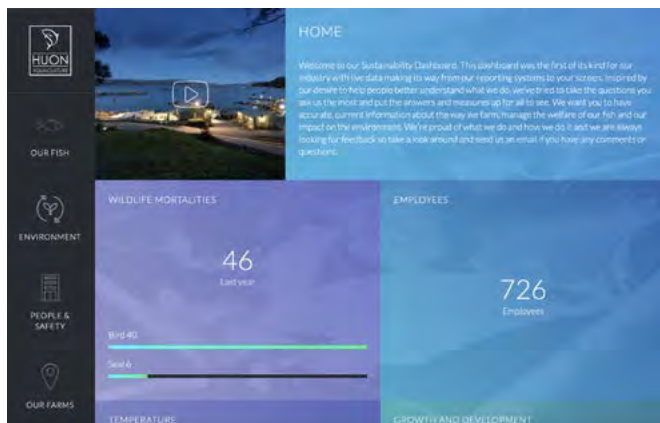 HUON
AQUACULTURE
OUR FISH
ENVIRONMENT
PEOPLE &
SAFETY
OUR FARMS
HOME
Welcome to our Sustainability Dashboard. This dashboard was the first of its kind for our
industry with live data making its way from our reporting systems to your screen. Inspired by
our desire to help people better understand what we do, we've tried to take the questions you
ask us the most and put the answers and measures up for all to see. We want you to have
accurate, current information about the way we farm, manage the welfare of our fish and our
impact on the environment. We're proud of what we do and how we do it and we are always
looking for feedback so take a look around and send us an email if you have any comments or
questions.
WILDLIFE MORTALITIES
46
Last year
Bird 40
Seal 6
EMPLOYEES
726
Employees
TEMPERATURE
GROWTH AND DEVELOPMENT